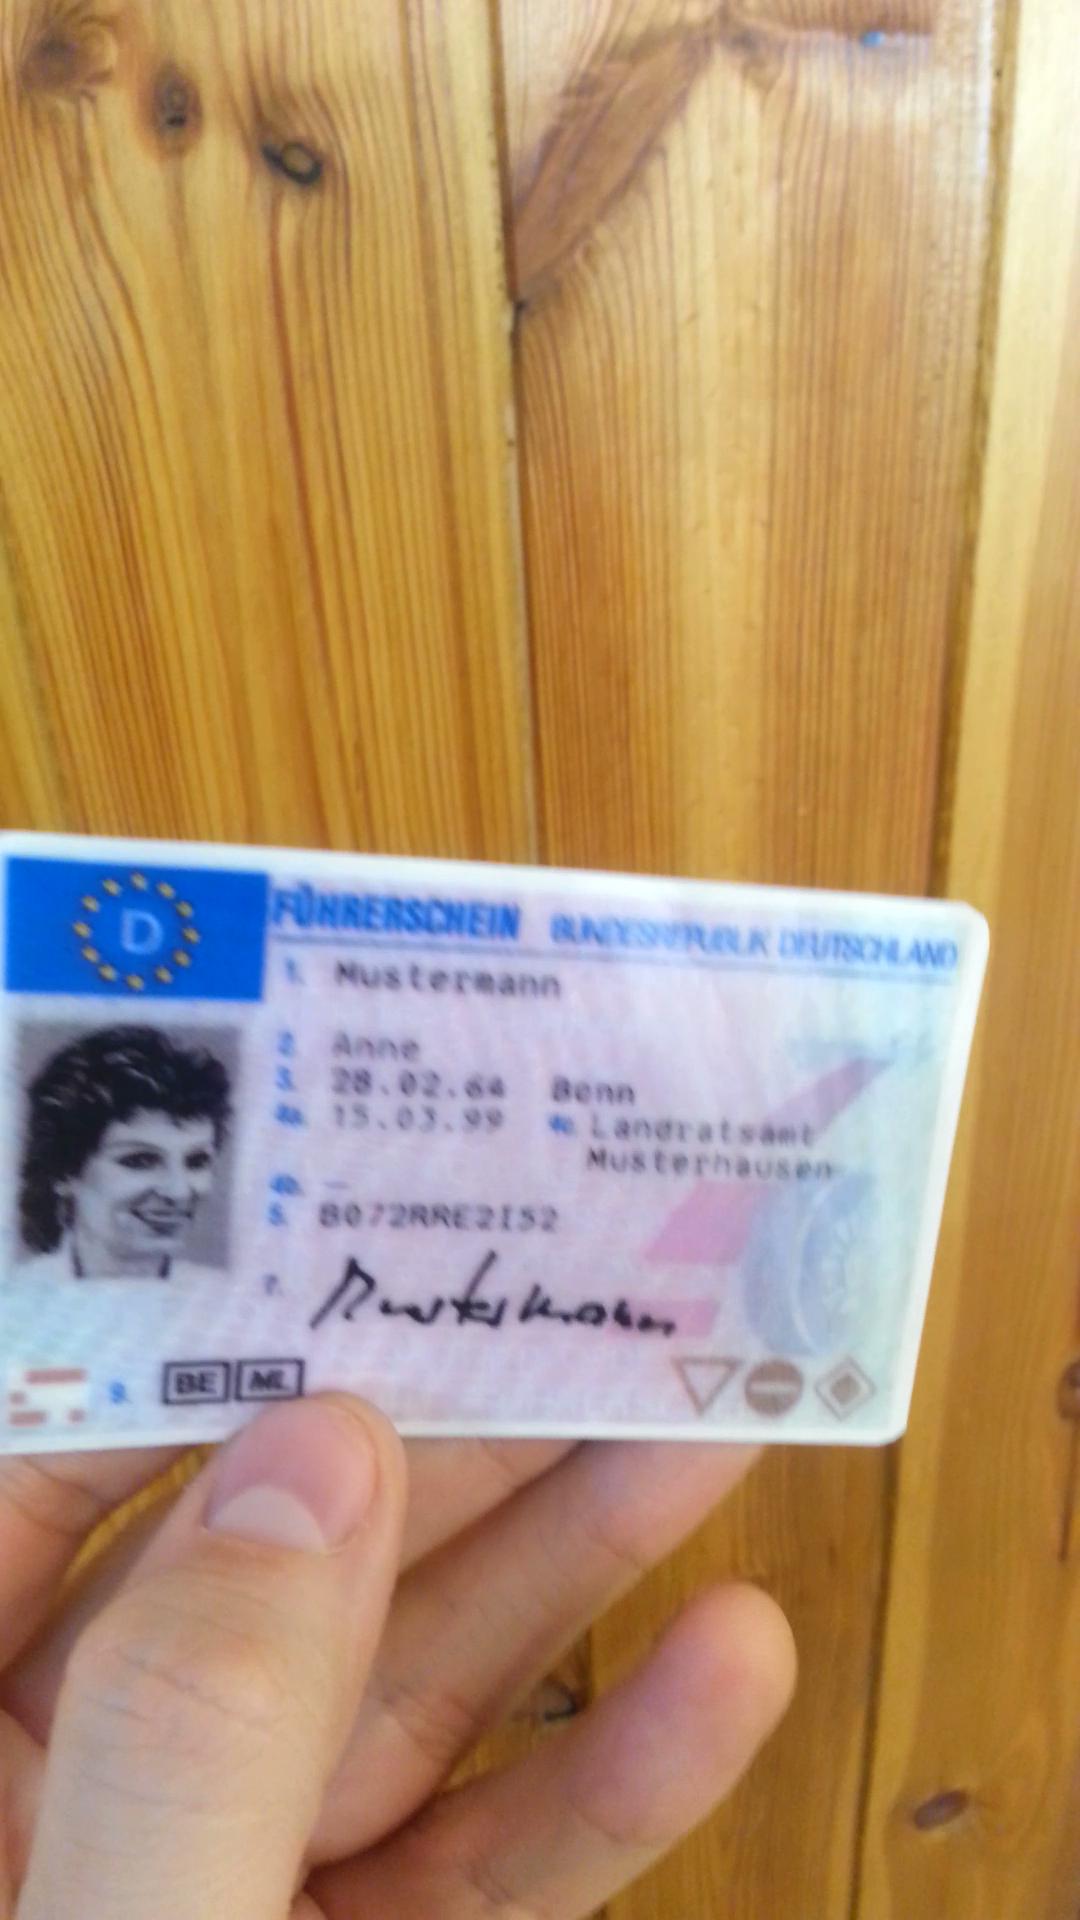 D
FÜHRERSCHEIN BUNDESREPUBLIK DEUTSCHLAND
1. Mustermann
2. Anne
3. 28.02.64 Bonn
4a. 15.03.99 4c. Landratsamt
Musterhausen
4b. –
5. B072RRE2I52
7. Mustermann
9. BE ML